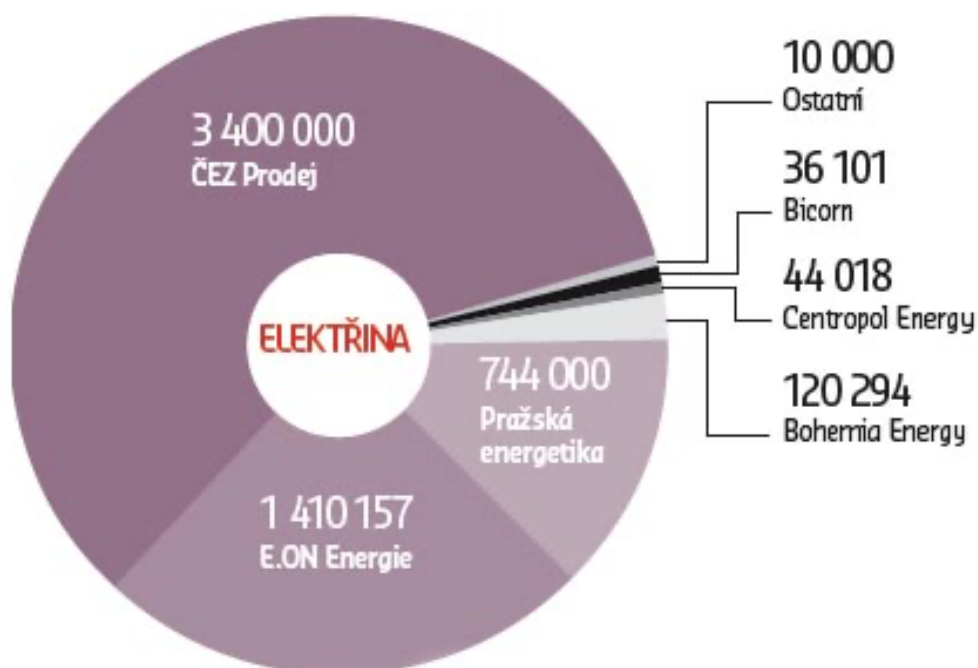 3 400 000
ČEZ Prodej
10 000
Ostatní
36 101
Bicorn
44 018
Centropol Energy
120 294
Bohemia Energy
ELEKTŘINA
744 000
Pražská
energetika
1 410 157
E.ON Energie